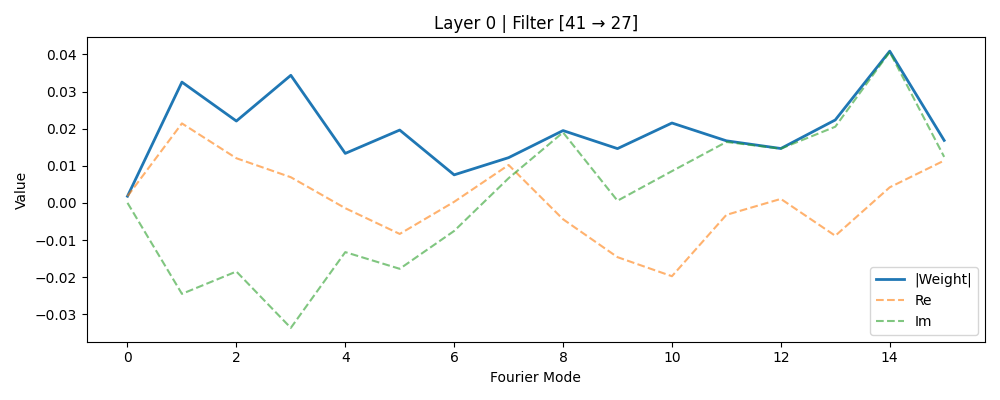 Layer 0 | Filter [41 → 27]
Value
0.04
0.03
0.02
0.01
0.00
−0.01
−0.02
−0.03
0 2 4 6 8 10 12 14
Fourier Mode
|Weight|
Re
Im